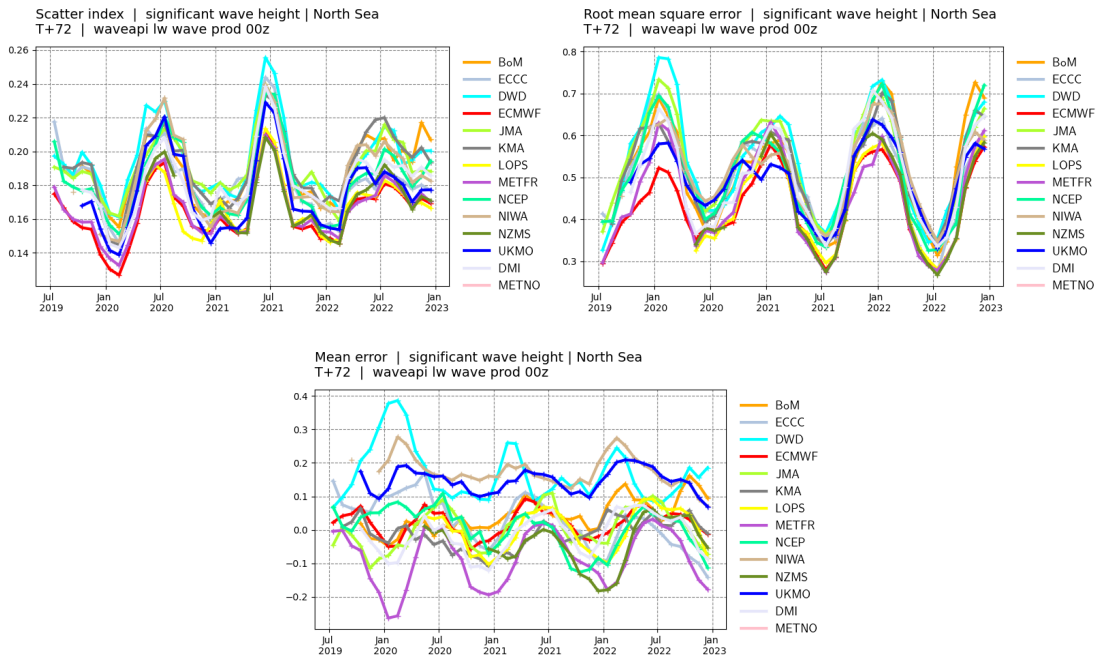 Scatter index | significant wave height | North Sea
T+72 | waveapi lw wave prod 00z
0.26
0.24
0.22
0.20
0.18
0.16
0.14
Jul 2019
Jan 2020
Jul 2020
Jan 2021
Jul 2021
Jan 2022
Jul 2022
Jan 2023
BoM
ECCC
DWD
ECMWF
JMA
KMA
LOPS
METFR
NCEP
NIWA
NZMS
UKMO
DMI
METNO
Root mean square error | significant wave height | North Sea
T+72 | waveapi lw wave prod 00z
0.8
0.7
0.6
0.5
0.4
0.3
Jul 2019
Jan 2020
Jul 2020
Jan 2021
Jul 2021
Jan 2022
Jul 2022
Jan 2023
BoM
ECCC
DWD
ECMWF
JMA
KMA
LOPS
METFR
NCEP
NIWA
NZMS
UKMO
DMI
METNO
Mean error | significant wave height | North Sea
T+72 | waveapi lw wave prod 00z
0.4
0.3
0.2
0.1
0.0
−0.1
−0.2
Jul 2019
Jan 2020
Jul 2020
Jan 2021
Jul 2021
Jan 2022
Jul 2022
Jan 2023
BoM
ECCC
DWD
ECMWF
JMA
KMA
LOPS
METFR
NCEP
NIWA
NZMS
UKMO
DMI
METNO